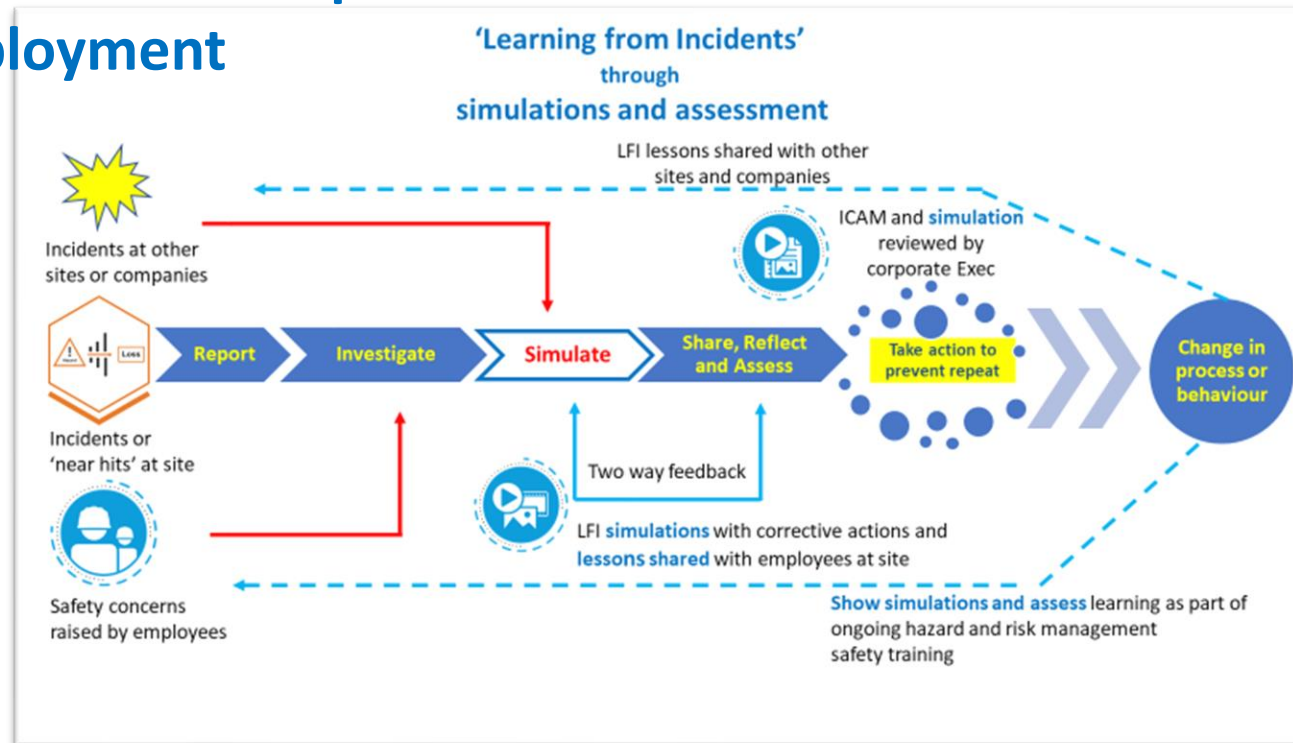 ployment
‘Learning from Incidents’
through
simulations and assessment
LFI lessons shared with other
sites and companies
Incidents at other
sites or companies
ICAM and simulation
reviewed by
corporate Exec
Loss
Report
Investigate
Simulate
Share, Reflect
and Assess
Take action to
prevent repeat
Change in
process or
behaviour
Incidents or
‘near hits’ at site
Two way feedback
LFI simulations with corrective actions and
lessons shared with employees at site
Safety concerns
raised by employees
Show simulations and assess learning as part of
ongoing hazard and risk management
safety training